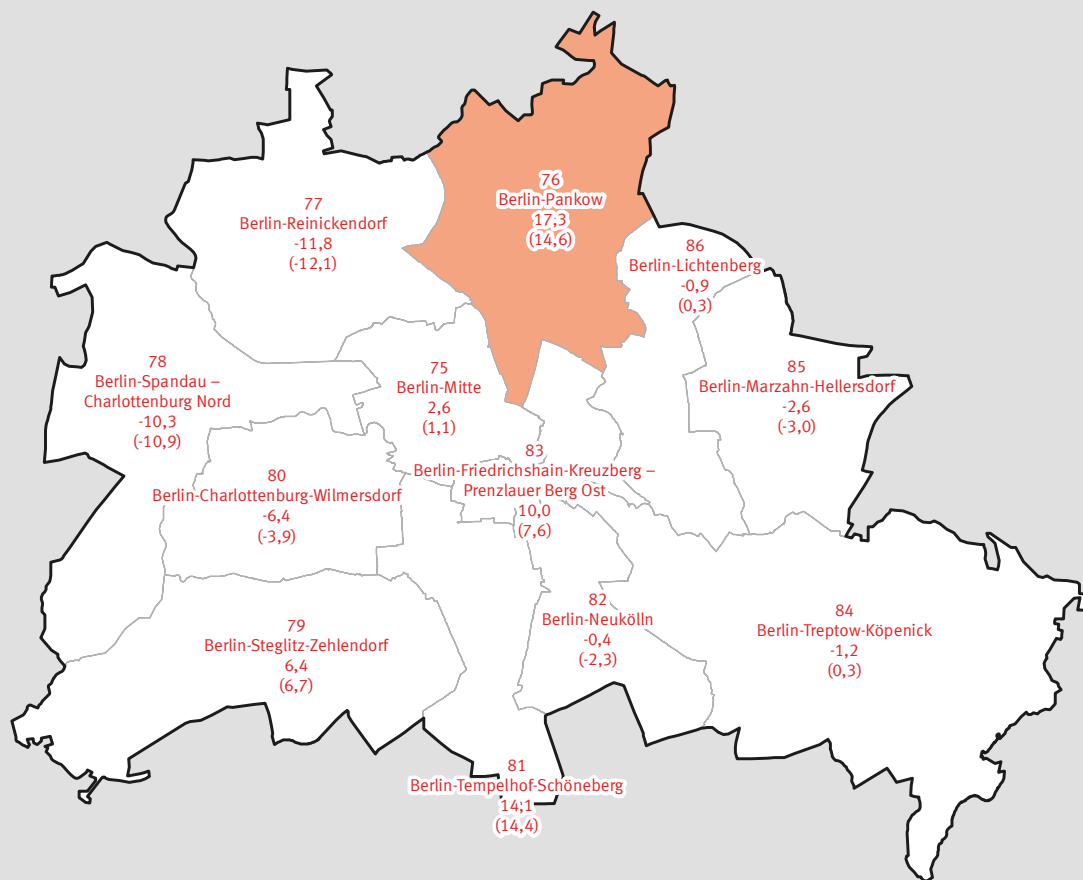 76
Berlin-Pankow
17,3
(14,6)
77
Berlin-Reinickendorf
-11,8
(-12,1)
86
Berlin-Lichtenberg
-0,9
(0,3)
78
Berlin-Spandau –
Charlottenburg Nord
-10,3
(-10,9)
75
Berlin-Mitte
2,6
(1,1)
85
Berlin-Marzahn-Hellersdorf
-2,6
(-3,0)
83
Berlin-Friedrichshain-Kreuzberg –
Prenzlauer Berg Ost
10,0
(7,6)
80
Berlin-Charlottenburg-Wilmersdorf
-6,4
(-3,9)
82
Berlin-Neukölln
-0,4
(-2,3)
84
Berlin-Treptow-Köpenick
-1,2
(0,3)
79
Berlin-Steglitz-Zehlendorf
6,4
(6,7)
81
Berlin-Tempelhof-Schöneberg
14,1
(14,4)